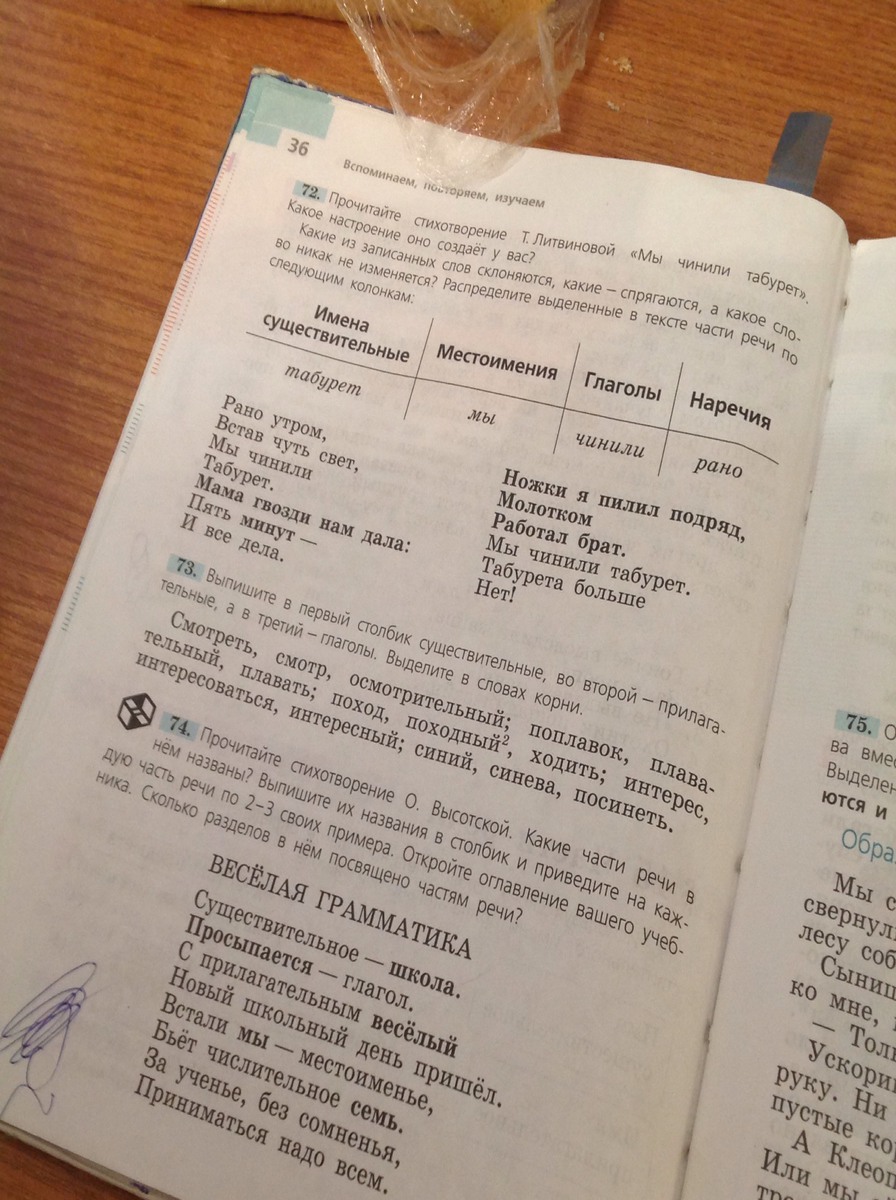 36
Вспоминаем, повторяем, изучаем
72. Прочитайте стихотворение Т. Литвиновой «Мы чинили табурет».
Какое настроение оно создаёт у вас?
Какие из записанных слов склоняются, какие – спрягаются, а какое сло-
во никак не изменяется? Распределите выделенные в тексте части речи по
следующим колонкам:
Имена существительные
Местоимения
Глаголы
Наречия
табурет
мы
чинили
рано
Рано утром,
Встав чуть свет,
Мы чинили
Табурет.
Мама гвозди нам дала:
Пять минут —
И все дела.
Ножки я пилил подряд,
Молотком
Работал брат.
Мы чинили табурет.
Табурета больше
Нет!
73. Выпишите в первый столбик существительные, во второй – прилага-
тельные, а в третий – глаголы. Выделите в словах корни.
Смотреть, смотр, осмотрительный; поплавок, плава-
тельный, плавать; поход, походный², ходить; интерес,
интересоваться, интересный; синий, синева, посинеть.
74. Прочитайте стихотворение О. Высотской. Какие части речи в
нём названы? Выпишите их названия в столбик и приведите на каж-
дую часть речи по 2–3 своих примера. Откройте оглавление вашего учеб-
ника. Сколько разделов в нём посвящено частям речи?
ВЕСЁЛАЯ ГРАММАТИКА
Существительное — школа.
Просыпается — глагол.
С прилагательным весёлый
Новый школьный день пришёл.
Встали мы — местоименье,
Бьёт числительное семь.
За ученье, без сомненья,
Приниматься надо всем.
75. О
ва вмес
Выделен
ются и
Обра
Мы с
свернул
лесу соб
Сыниц
ко мне,
— Толь
Ускори
руку. Ни
пустые ко
А Клеоп
Или мы